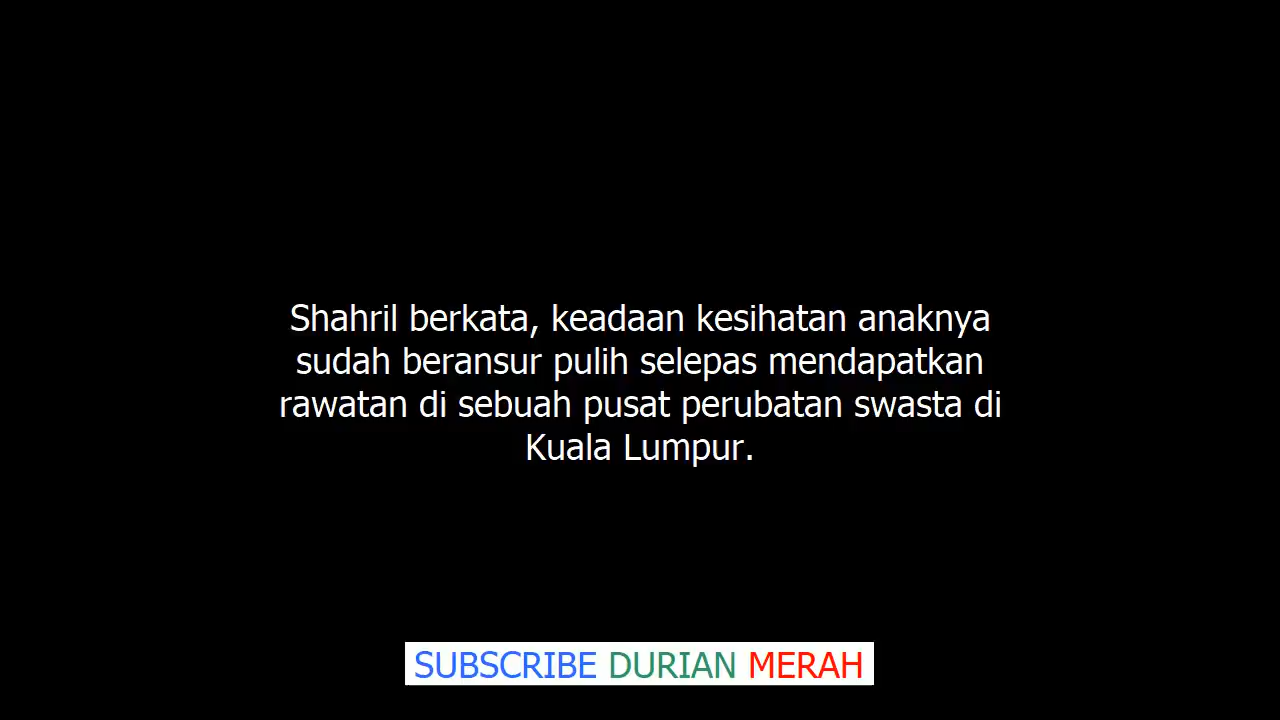 Shahril berkata, keadaan kesihatan anaknya
sudah beransur pulih selepas mendapatkan
rawatan di sebuah pusat perubatan swasta di
Kuala Lumpur.
SUBSCRIBE DURIAN MERAH